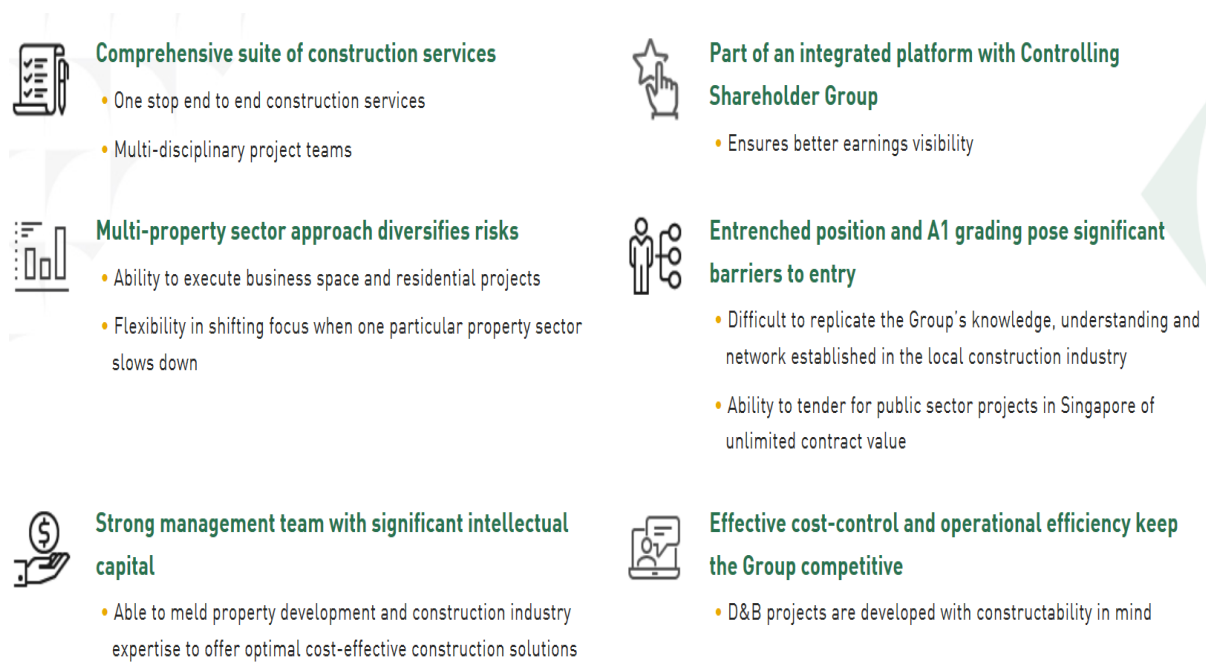 Comprehensive suite of construction services
• One stop end to end construction services
• Multi-disciplinary project teams
Part of an integrated platform with Controlling
Shareholder Group
• Ensures better earnings visibility
Multi-property sector approach diversifies risks
• Ability to execute business space and residential projects
• Flexibility in shifting focus when one particular property sector
slows down
Entrenched position and A1 grading pose significant
barriers to entry
• Difficult to replicate the Group's knowledge, understanding and
network established in the local construction industry
• Ability to tender for public sector projects in Singapore of
unlimited contract value
Strong management team with significant intellectual
capital
• Able to meld property development and construction industry
expertise to offer optimal cost-effective construction solutions
Effective cost-control and operational efficiency keep
the Group competitive
• D&B projects are developed with constructability in mind